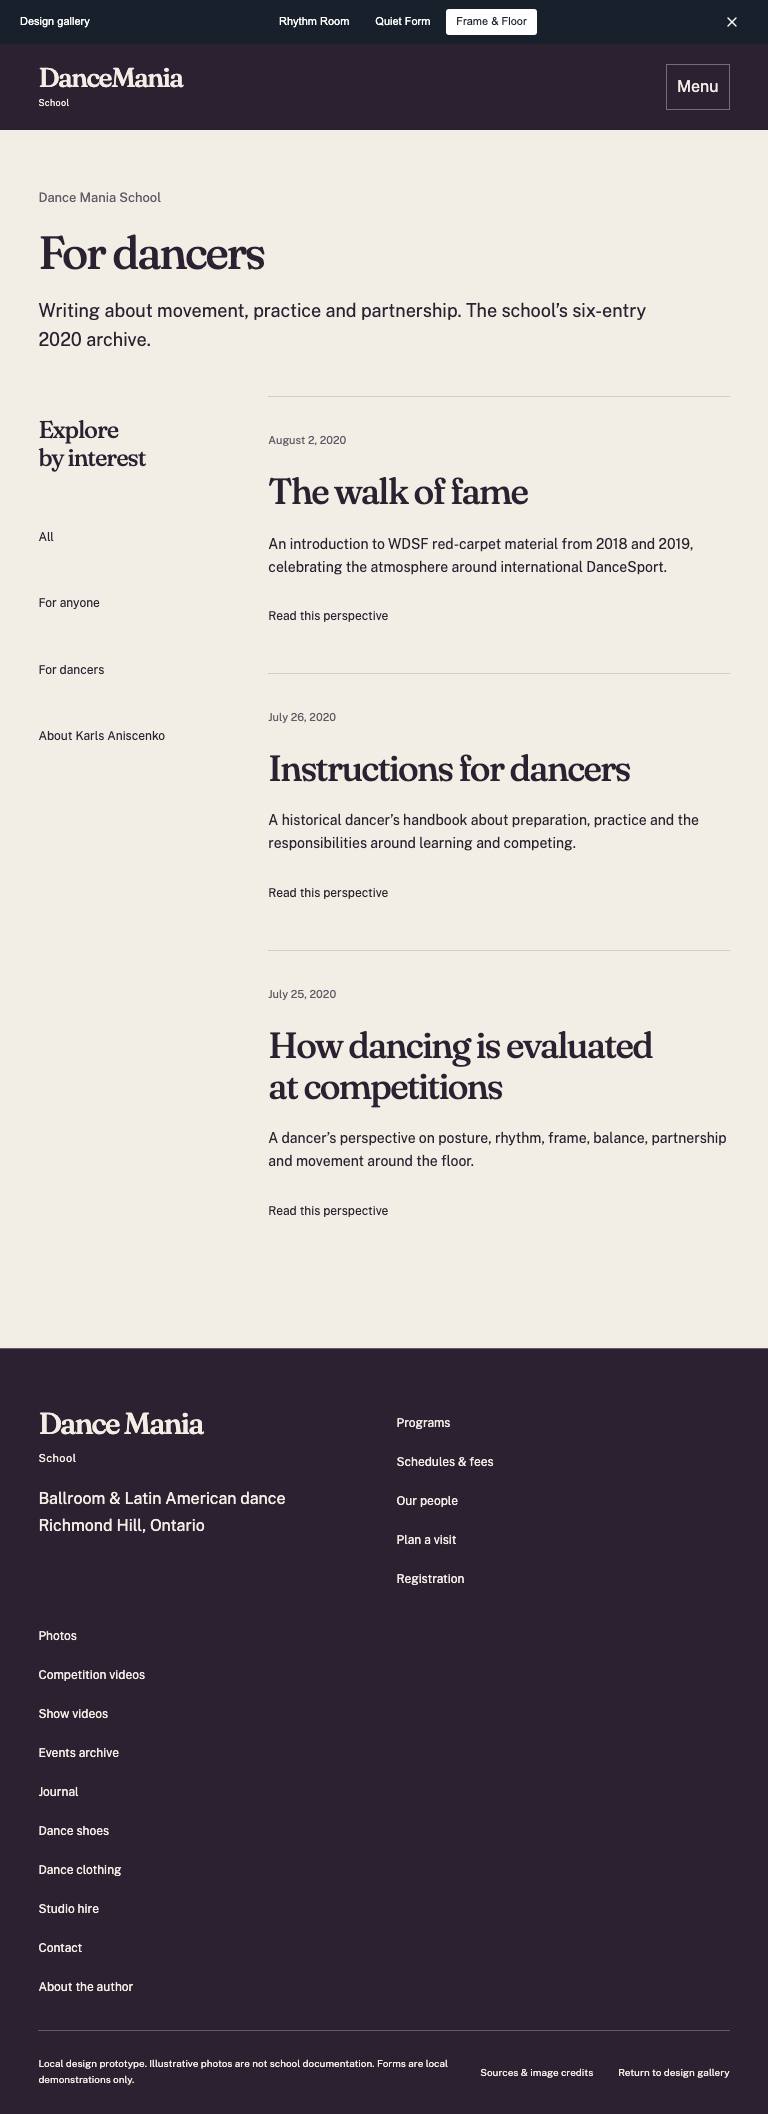 Design gallery
Rhythm Room
Quiet Form
Frame & Floor
×
DanceMania
School
Menu
Dance Mania School
For dancers
Writing about movement, practice and partnership. The school’s six-entry
2020 archive.
Explore
by interest
All
For anyone
For dancers
About Karls Aniscenko
August 2, 2020
The walk of fame
An introduction to WDSF red-carpet material from 2018 and 2019,
celebrating the atmosphere around international DanceSport.
Read this perspective
July 26, 2020
Instructions for dancers
A historical dancer’s handbook about preparation, practice and the
responsibilities around learning and competing.
Read this perspective
July 25, 2020
How dancing is evaluated
at competitions
A dancer’s perspective on posture, rhythm, frame, balance, partnership
and movement around the floor.
Read this perspective
Dance Mania
School
Ballroom & Latin American dance
Richmond Hill, Ontario
Programs
Schedules & fees
Our people
Plan a visit
Registration
Photos
Competition videos
Show videos
Events archive
Journal
Dance shoes
Dance clothing
Studio hire
Contact
About the author
Local design prototype. Illustrative photos are not school documentation. Forms are local
demonstrations only.
Sources & image credits
Return to design gallery